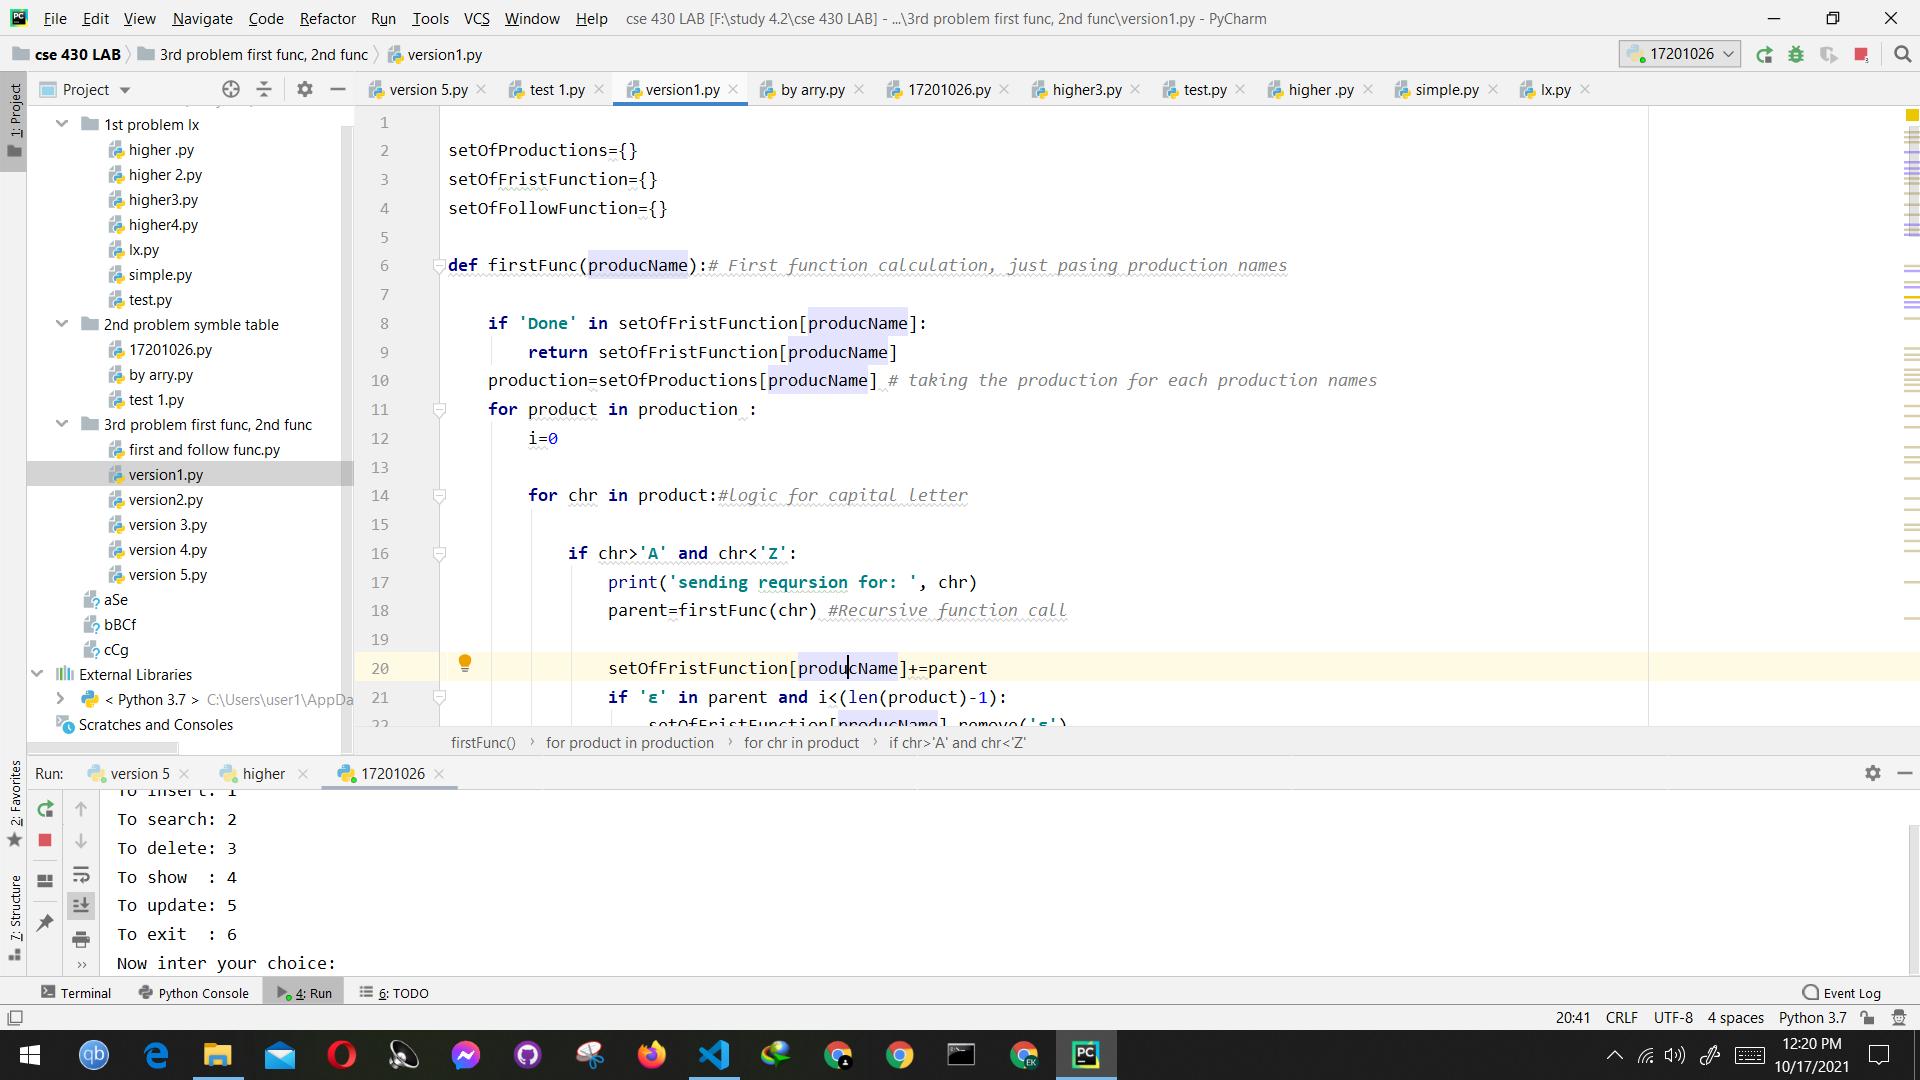 File Edit View Navigate Code Refactor Run Tools VCS Window Help cse 430 LAB [F:\study 4.2\cse 430 LAB] - ...\3rd problem first func, 2nd func\version1.py - PyCharm
cse 430 LAB 3rd problem first func, 2nd func version1.py 17201026
Project version 5.py test 1.py version1.py by arry.py 17201026.py higher3.py test.py higher .py simple.py lx.py
1: Project
1st problem lx
higher .py
higher 2.py
higher3.py
higher4.py
lx.py
simple.py
test.py
2nd problem symble table
17201026.py
by arry.py
test 1.py
3rd problem first func, 2nd func
first and follow func.py
version1.py
version2.py
version 3.py
version 4.py
version 5.py
aSe
bBCf
cCg
External Libraries
< Python 3.7 > C:\Users\user1\AppDa
Scratches and Consoles
1
2 setOfProductions={}
3 setOfFristFunction={}
4 setOfFollowFunction={}
5
6 def firstFunc(producName):# First function calculation, just pasing production names
7
8 if 'Done' in setOfFristFunction[producName]:
9 return setOfFristFunction[producName]
10 production=setOfProductions[producName] # taking the production for each production names
11 for product in production :
12 i=0
13
14 for chr in product:#logic for capital letter
15
16 if chr>'A' and chr<'Z':
17 print('sending reqursion for: ', chr)
18 parent=firstFunc(chr) #Recursive function call
19
20 setOfFristFunction[producName]+=parent
21 if 'ε' in parent and i<(len(product)-1):
22 setOfFristFunction[producName].remove('ε')
firstFunc() for product in production for chr in product if chr>'A' and chr<'Z'
Run: version 5 higher 17201026
2: Favorites
7: Structure
To insert: 1
To search: 2
To delete: 3
To show : 4
To update: 5
To exit : 6
Now inter your choice:
Terminal Python Console 4: Run 6: TODO Event Log
20:41 CRLF UTF-8 4 spaces Python 3.7
12:20 PM
10/17/2021